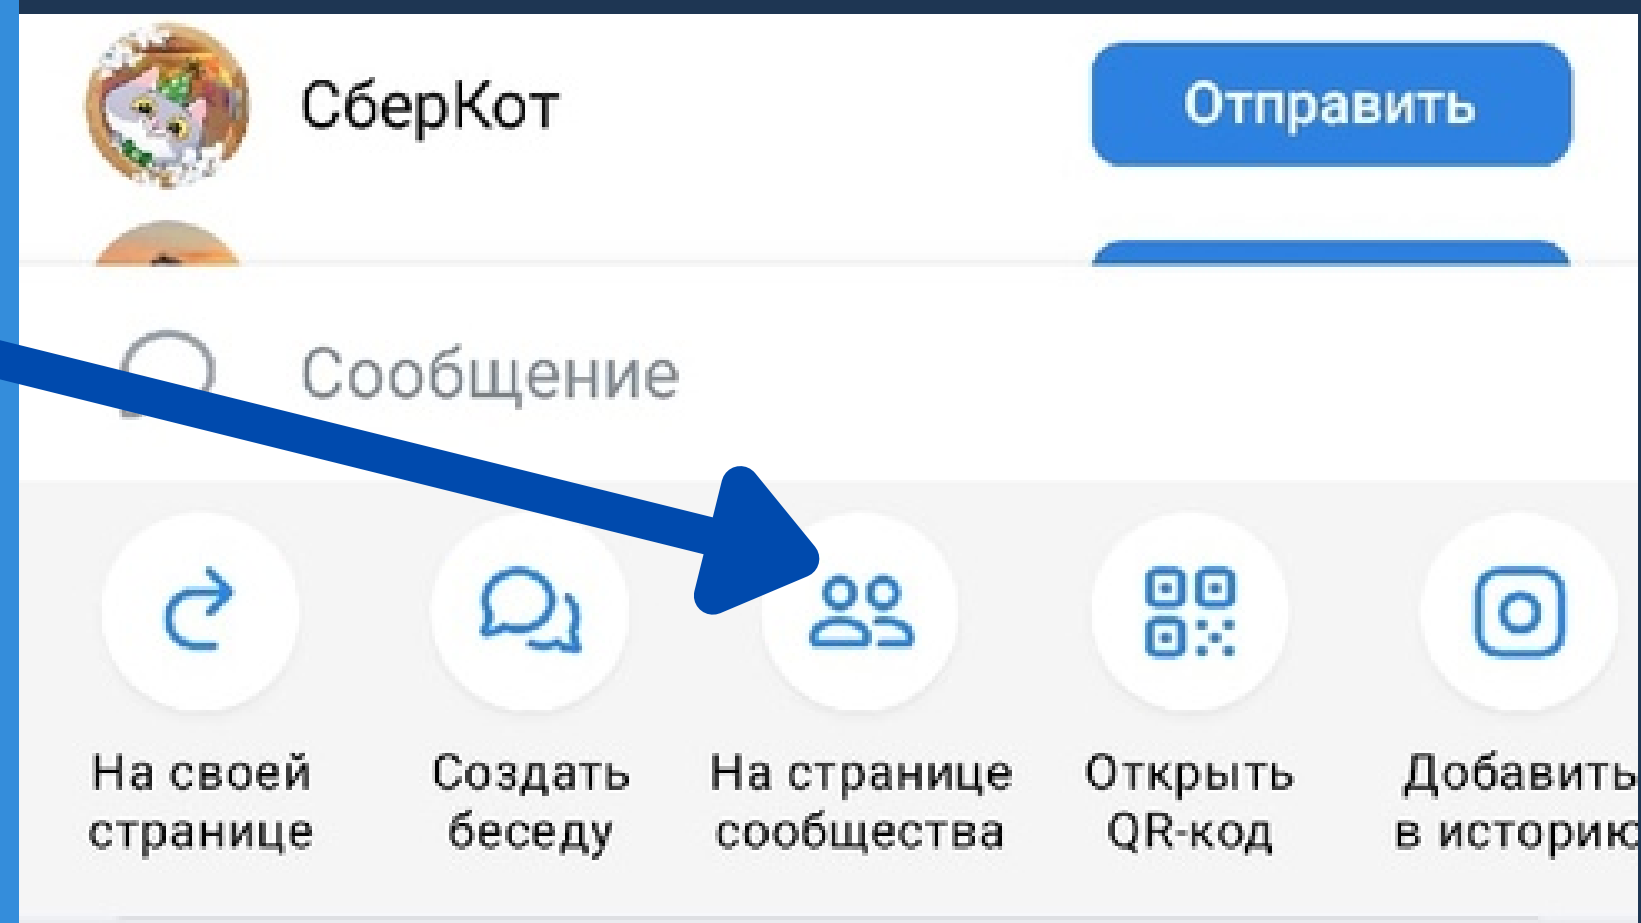 СберКот
Отправить
Сообщение
На своей
странице
Создать
беседу
На странице
сообщества
Открыть
QR-код
Добавить
в историю